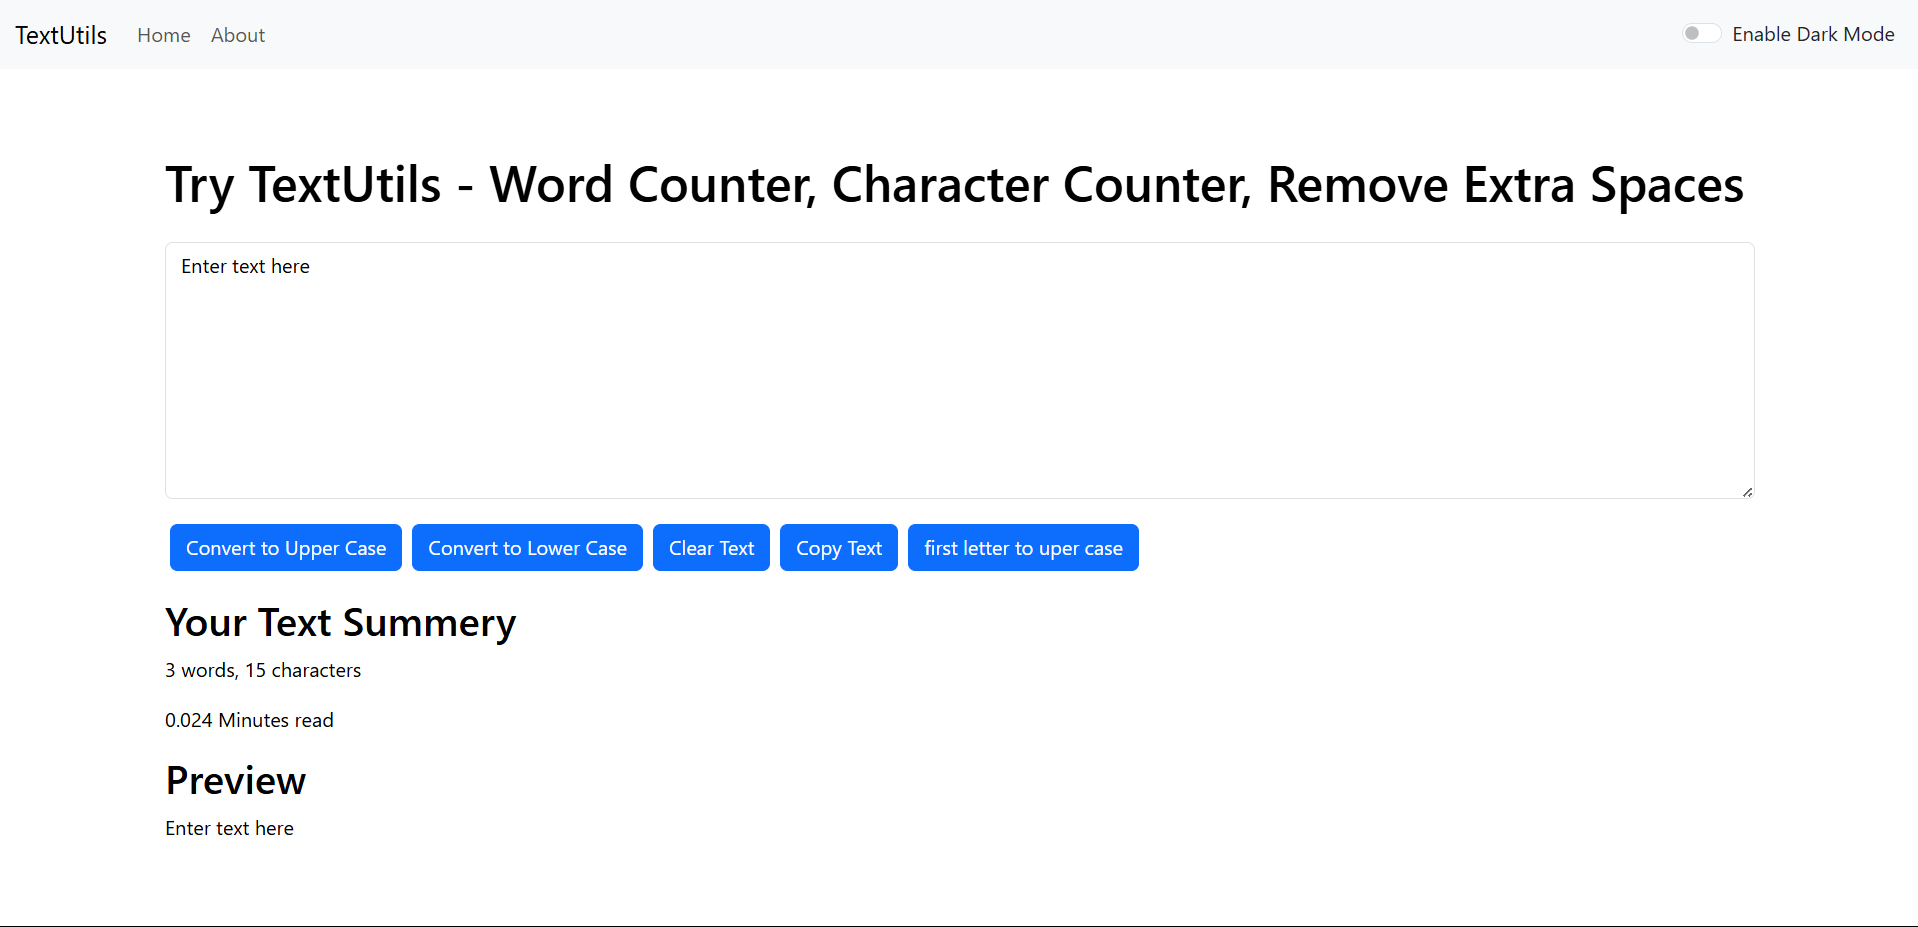 TextUtils Home About Enable Dark Mode
Try TextUtils - Word Counter, Character Counter, Remove Extra Spaces
Enter text here
Convert to Upper Case Convert to Lower Case Clear Text Copy Text first letter to uper case
Your Text Summery
3 words, 15 characters
0.024 Minutes read
Preview
Enter text here